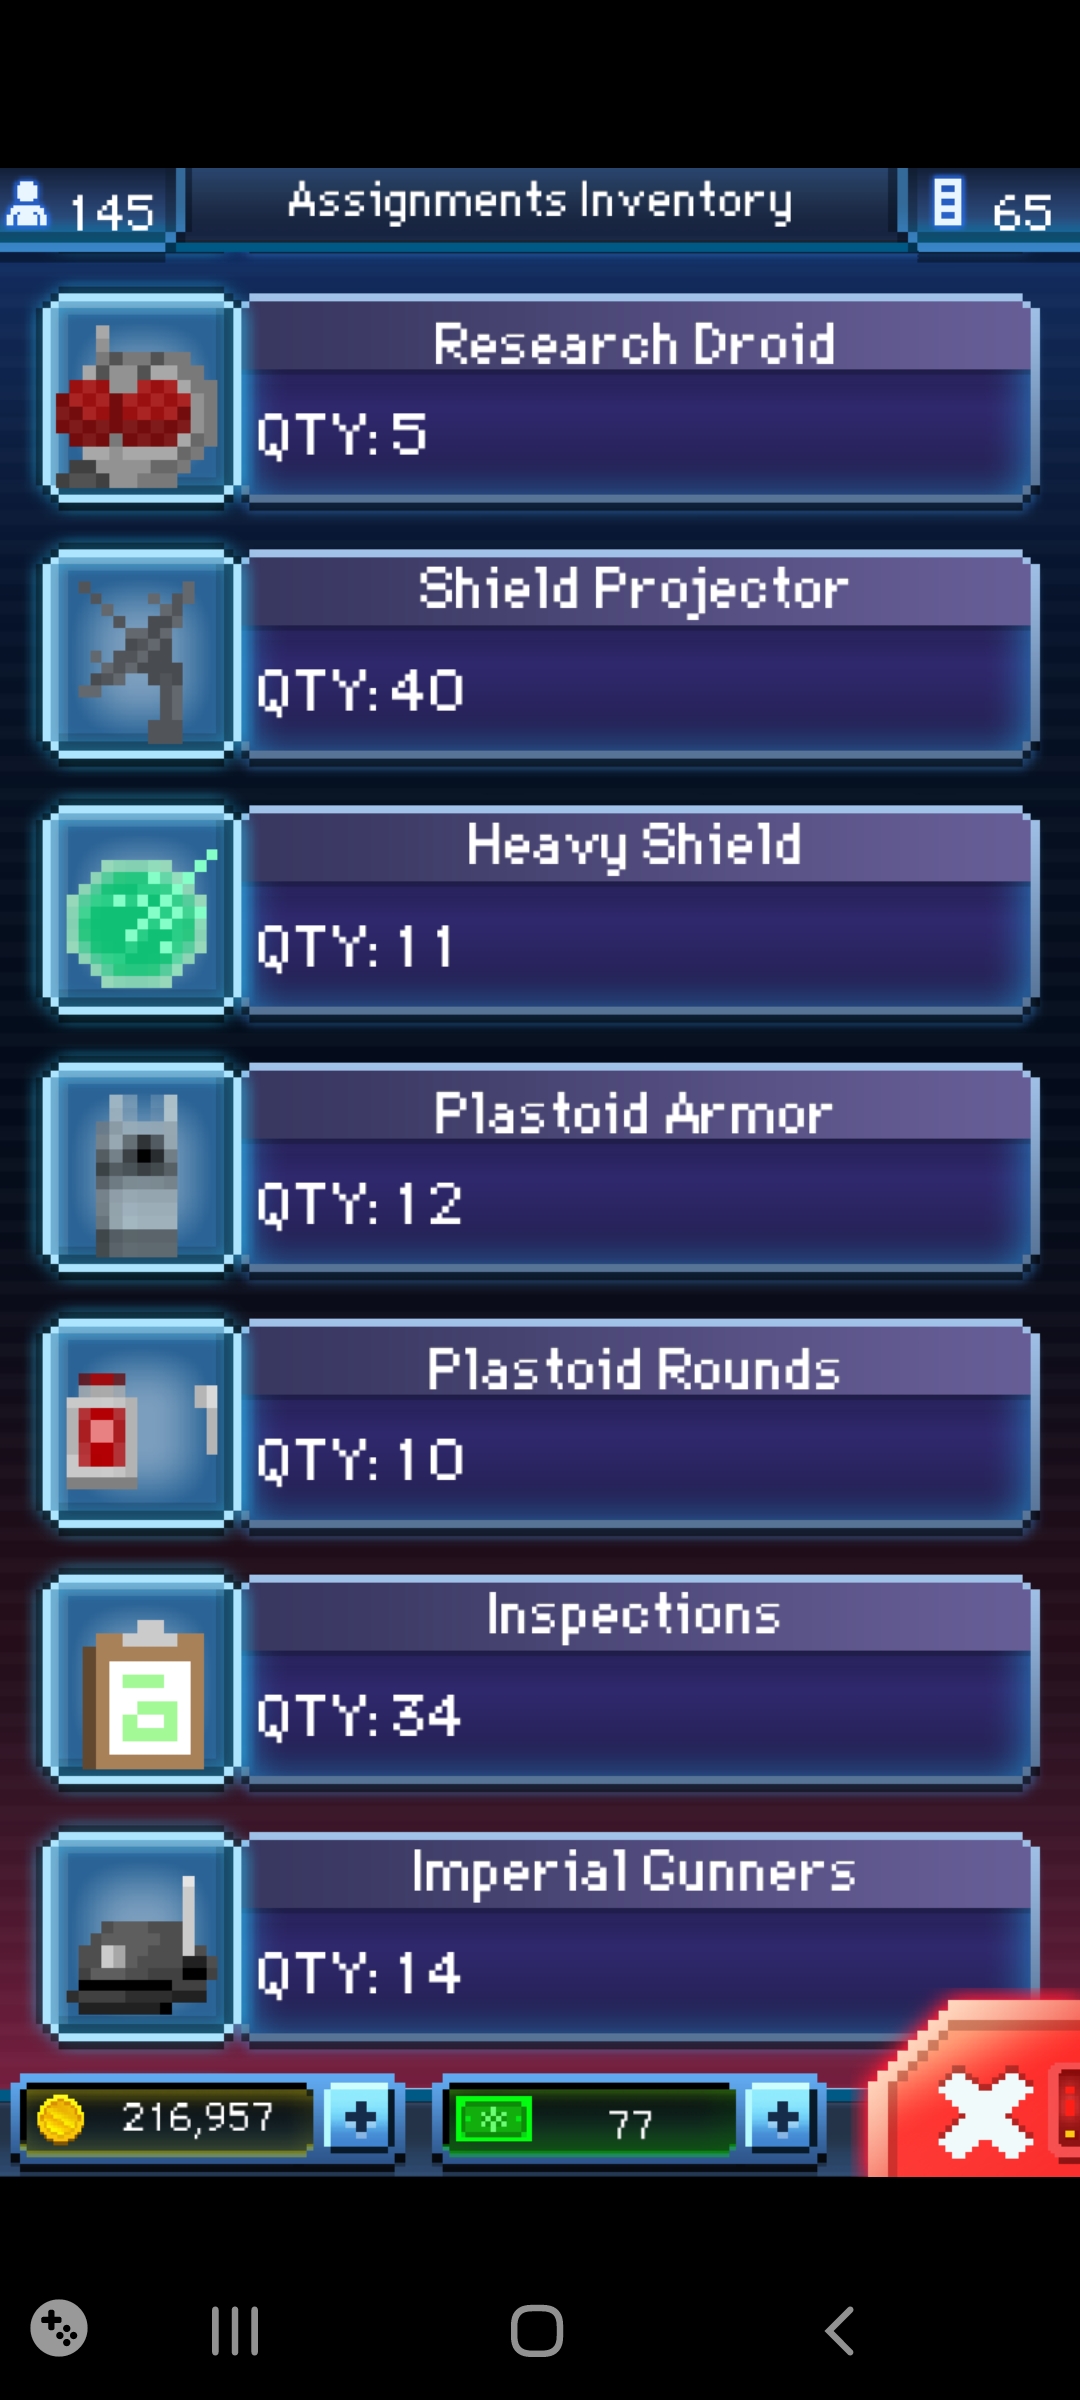 145
Assignments Inventory
65
Research Droid
QTY: 5
Shield Projector
QTY: 40
Heavy Shield
QTY: 11
Plastoid Armor
QTY: 12
Plastoid Rounds
QTY: 10
Inspections
QTY: 34
Imperial Gunners
QTY: 14
216,957
77